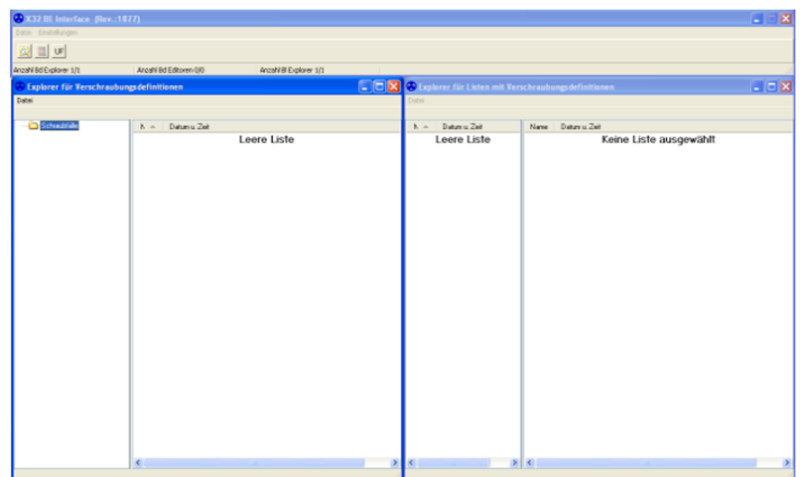 X32 BE Interface (Rev.:1877)
Datei Einstellungen
UF
Anzahl Bd Explorer 1/1 Anzahl Bd Editoren 0/0 Anzahl Bl Explorer 1/1
Explorer für Verschraubungsdefinitionen
Datei
Schraubfälle
N Datum u. Zeit
Leere Liste
Explorer für Listen mit Verschraubungsdefinitionen
Datei
N Datum u. Zeit Name Datum u. Zeit
Leere Liste Keine Liste ausgewählt